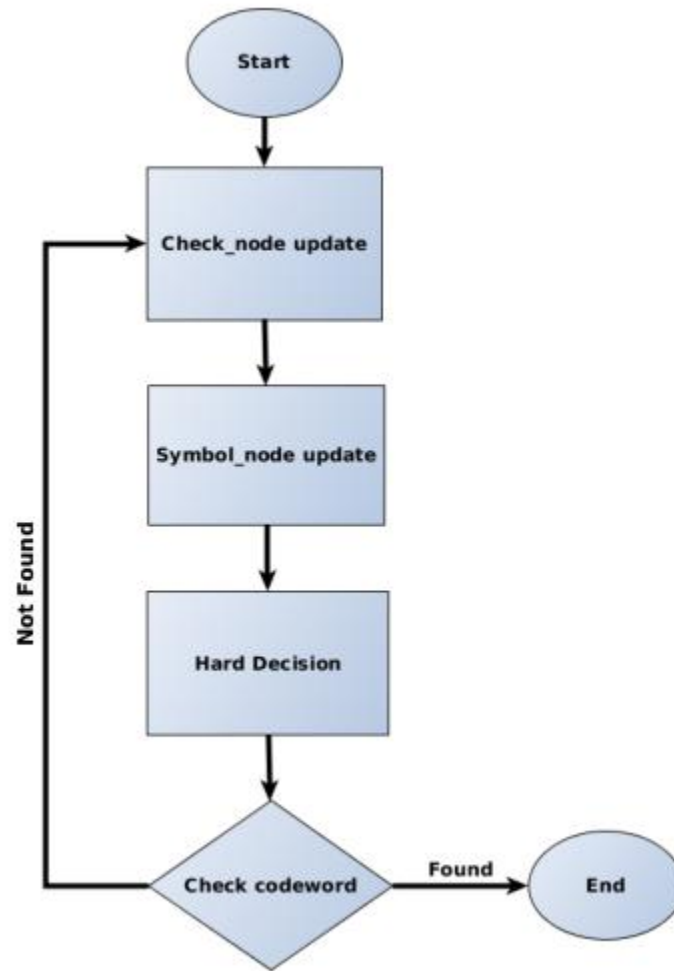 Start
Check_node update
Symbol_node update
Not Found
Hard Decision
Check codeword
Found
End